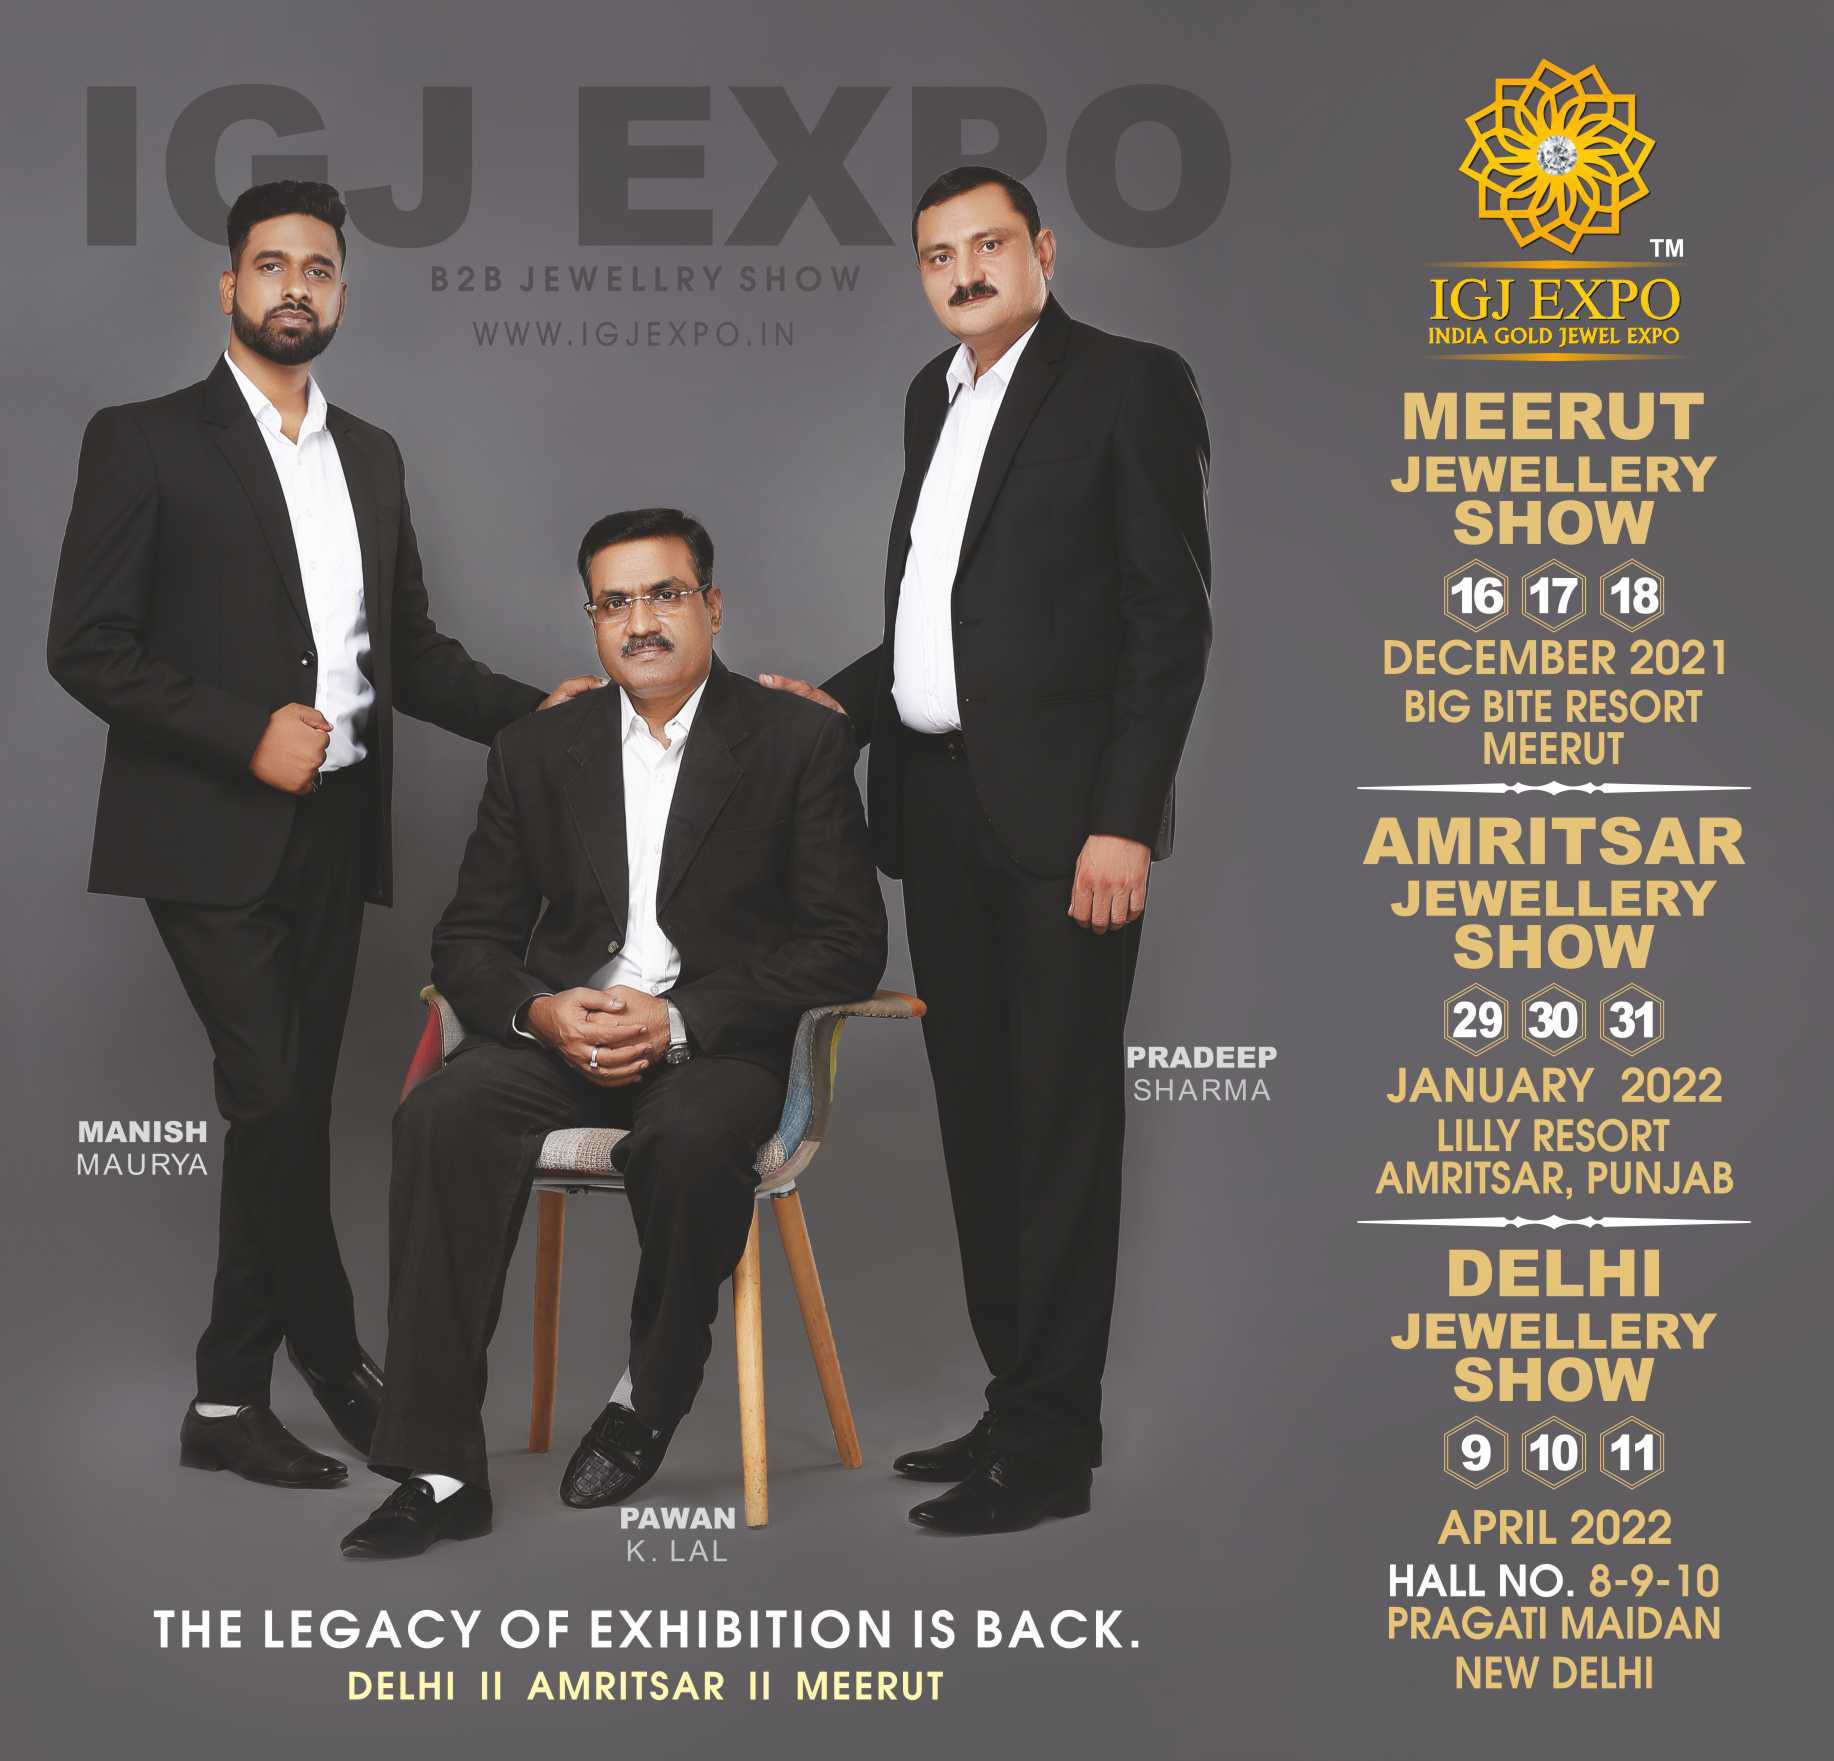 IGJ EXPO
B2B JEWELLRY SHOW
WWW.IGJEXPO.IN
MANISH
MAURYA
PRADEEP
SHARMA
PAWAN
K. LAL
THE LEGACY OF EXHIBITION IS BACK.
DELHI II AMRITSAR II MEERUT
TM
IGJ EXPO
INDIA GOLD JEWEL EXPO
MEERUT
JEWELLERY
SHOW
16 17 18
DECEMBER 2021
BIG BITE RESORT
MEERUT
AMRITSAR
JEWELLERY
SHOW
29 30 31
JANUARY 2022
LILLY RESORT
AMRITSAR, PUNJAB
DELHI
JEWELLERY
SHOW
9 10 11
APRIL 2022
HALL NO. 8-9-10
PRAGATI MAIDAN
NEW DELHI